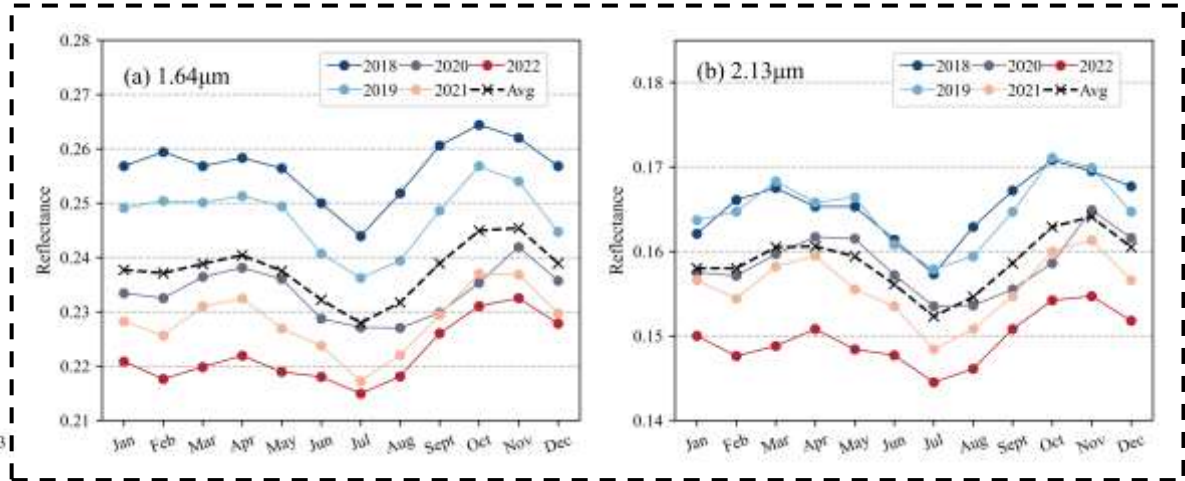 (a) 1.64μm
2018 2020 2022
2019 2021 Avg
Reflectance
0.28
0.27
0.26
0.25
0.24
0.23
0.22
0.21
Jan Feb Mar Apr May Jun Jul Aug Sept Oct Nov Dec
(b) 2.13μm
2018 2020 2022
2019 2021 Avg
Reflectance
0.18
0.17
0.16
0.15
0.14
Jan Feb Mar Apr May Jun Jul Aug Sept Oct Nov Dec
3